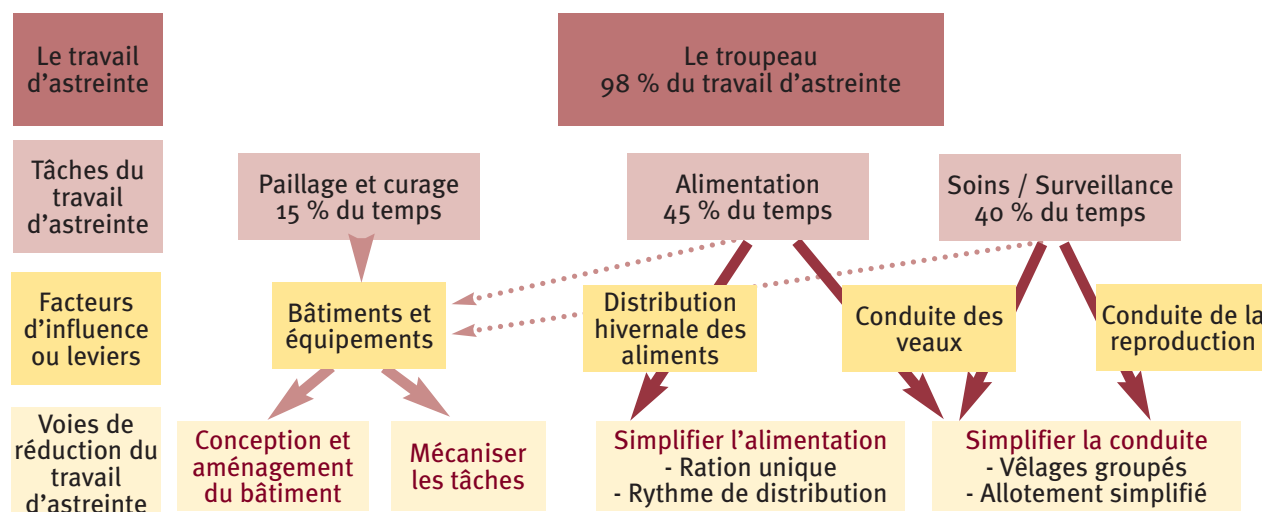 Le travail
d'astreinte
Le troupeau
98 % du travail d'astreinte
Tâches du
travail
d'astreinte
Paillage et curage
15 % du temps
Alimentation
45 % du temps
Soins / Surveillance
40 % du temps
Facteurs
d'influence
ou leviers
Bâtiments et
équipements
Distribution
hivernale des
aliments
Conduite des
veaux
Conduite de la
reproduction
Voies de
réduction du
travail
d'astreinte
Conception et
aménagement
du bâtiment
Mécaniser
les tâches
Simplifier l'alimentation
- Ration unique
- Rythme de distribution
Simplifier la conduite
- Vêlages groupés
- Allotement simplifié